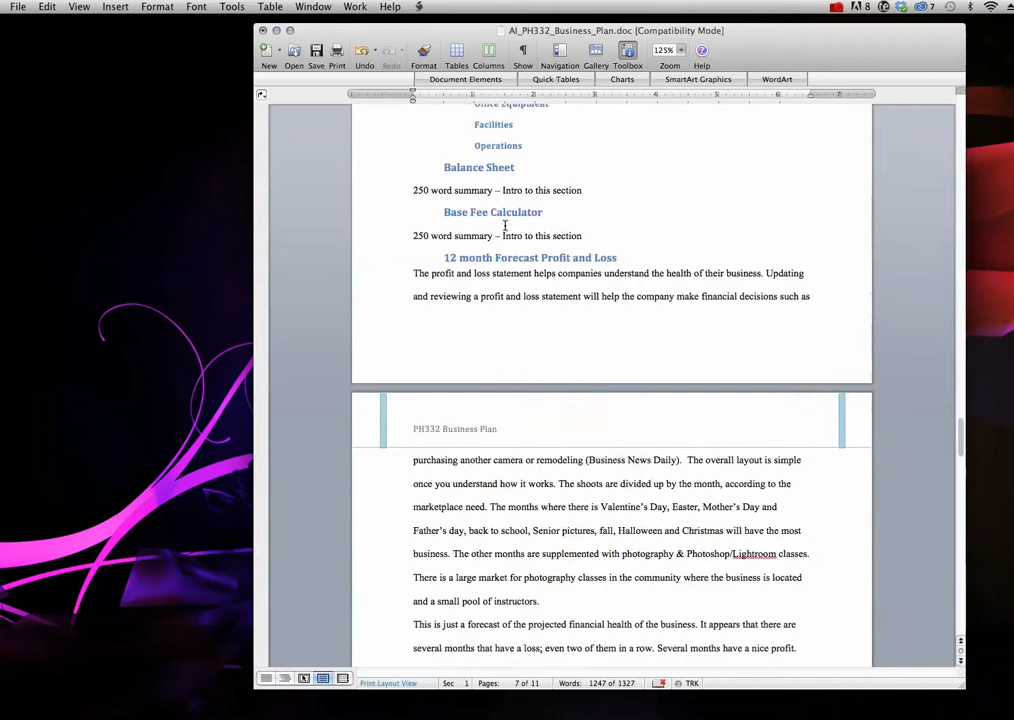 File Edit View Insert Format Font Tools Table Window Work Help 8 7
AI_PH332_Business_Plan.doc [Compatibility Mode]
125%
New Open Save Print Undo Redo Format Tables Columns Show Navigation Gallery Toolbox Zoom Help
Document Elements Quick Tables Charts SmartArt Graphics WordArt
1 2 3 4 5 6 7
Office Equipment
Facilities
Operations
Balance Sheet
250 word summary – Intro to this section
Base Fee Calculator
250 word summary – Intro to this section
12 month Forecast Profit and Loss
The profit and loss statement helps companies understand the health of their business. Updating
and reviewing a profit and loss statement will help the company make financial decisions such as
PH332 Business Plan
purchasing another camera or remodeling (Business News Daily).  The overall layout is simple
once you understand how it works. The shoots are divided up by the month, according to the
marketplace need. The months where there is Valentine's Day, Easter, Mother's Day and
Father's day, back to school, Senior pictures, fall, Halloween and Christmas will have the most
business. The other months are supplemented with photography & Photoshop/Lightroom classes.
There is a large market for photography classes in the community where the business is located
and a small pool of instructors.
This is just a forecast of the projected financial health of the business. It appears that there are
several months that have a loss; even two of them in a row. Several months have a nice profit.
Print Layout View Sec 1 Pages: 7 of 11 Words: 1247 of 1327 TRK